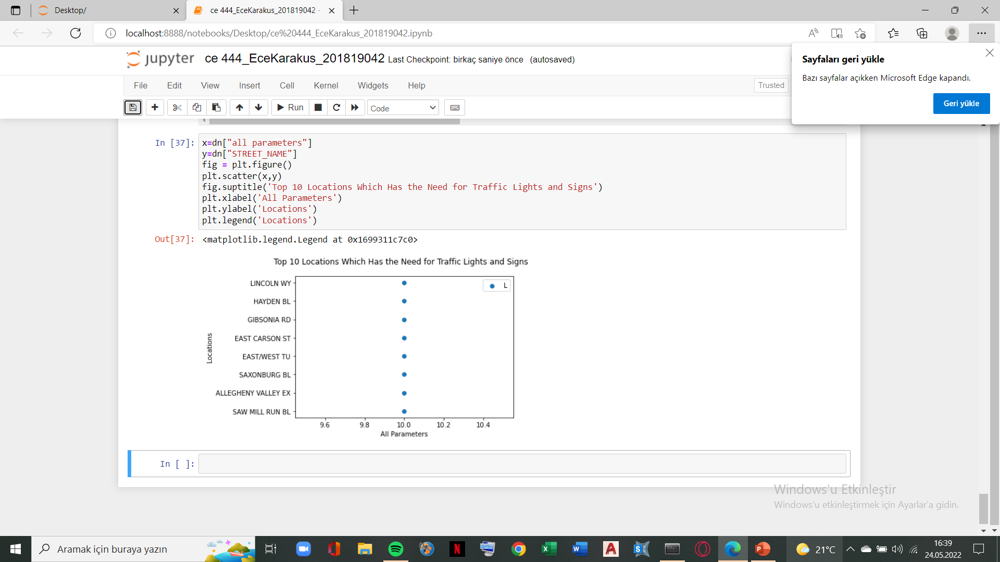 Desktop/
ce 444_EceKarakus_201819042 -
localhost:8888/notebooks/Desktop/ce%20444_EceKarakus_201819042.ipynb
Sayfaları geri yükle
Bazı sayfalar açıkken Microsoft Edge kapandı.
Geri yükle
jupyter ce 444_EceKarakus_201819042 Last Checkpoint: birkaç saniye önce (autosaved)
File Edit View Insert Cell Kernel Widgets Help
Trusted
Run
Code
In [37]:
x=dn["all parameters"]
y=dn["STREET_NAME"]
fig = plt.figure()
plt.scatter(x,y)
fig.suptitle('Top 10 Locations Which Has the Need for Traffic Lights and Signs')
plt.xlabel('All Parameters')
plt.ylabel('Locations')
plt.legend('Locations')
Out[37]: <matplotlib.legend.Legend at 0x1699311c7c0>
Top 10 Locations Which Has the Need for Traffic Lights and Signs
L
LINCOLN WY
HAYDEN BL
GIBSONIA RD
EAST CARSON ST
EAST/WEST TU
SAXONBURG BL
ALLEGHENY VALLEY EX
SAW MILL RUN BL
Locations
9.6 9.8 10.0 10.2 10.4
All Parameters
In [ ]:
Windows'u Etkinleştir
Windows'u etkinleştirmek için Ayarlar'a gidin.
Aramak için buraya yazın
21°C
16:39
24.05.2022